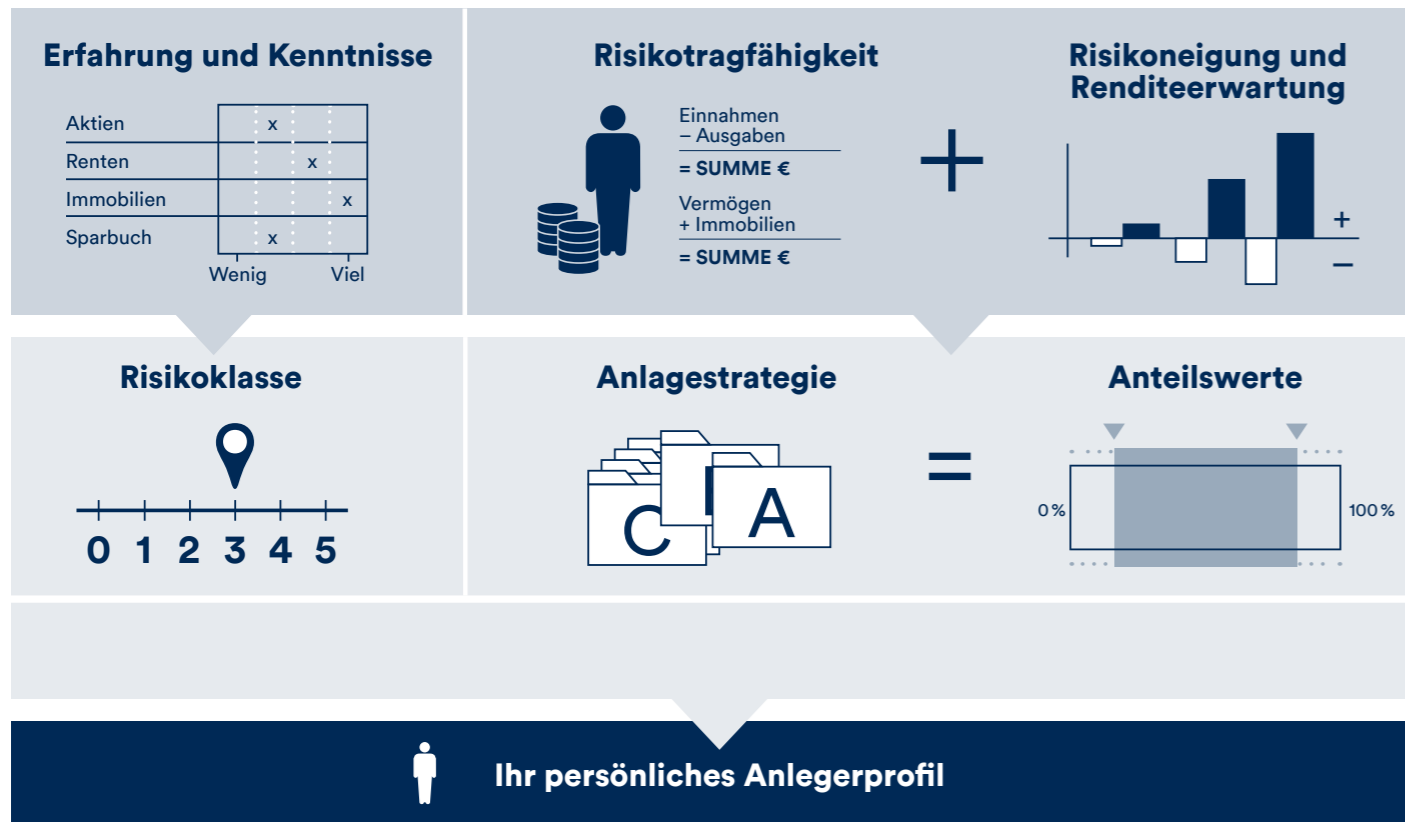 Erfahrung und Kenntnisse
Aktien x
Renten x
Immobilien x
Sparbuch x
Wenig Viel
Risikotragfähigkeit
Einnahmen
– Ausgaben
= SUMME €
Vermögen
+ Immobilien
= SUMME €
+
Risikoneigung und
Renditeerwartung
+
–
Risikoklasse
0 1 2 3 4 5
Anlagestrategie
C A
=
Anteilswerte
0 % 100 %
Ihr persönliches Anlegerprofil